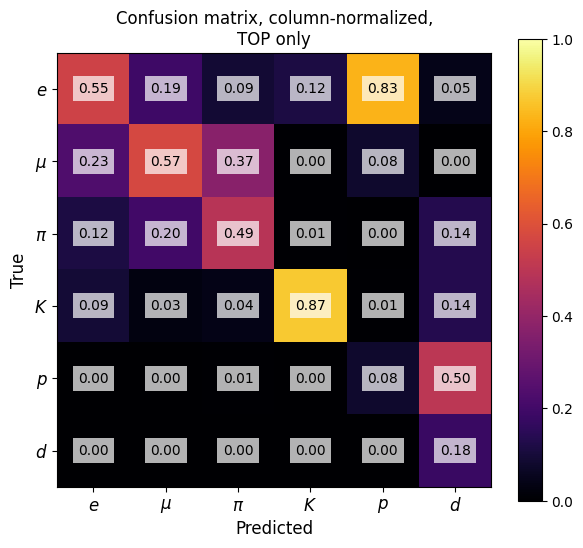 Confusion matrix, column-normalized,
TOP only
e 0.55 0.19 0.09 0.12 0.83 0.05
μ 0.23 0.57 0.37 0.00 0.08 0.00
π 0.12 0.20 0.49 0.01 0.00 0.14
K 0.09 0.03 0.04 0.87 0.01 0.14
p 0.00 0.00 0.01 0.00 0.08 0.50
d 0.00 0.00 0.00 0.00 0.00 0.18
e μ π K p d
Predicted
True
1.0
0.8
0.6
0.4
0.2
0.0